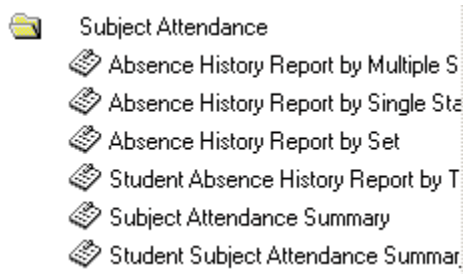 Subject Attendance
Absence History Report by Multiple S
Absence History Report by Single Sta
Absence History Report by Set
Student Absence History Report by T
Subject Attendance Summary
Student Subject Attendance Summar